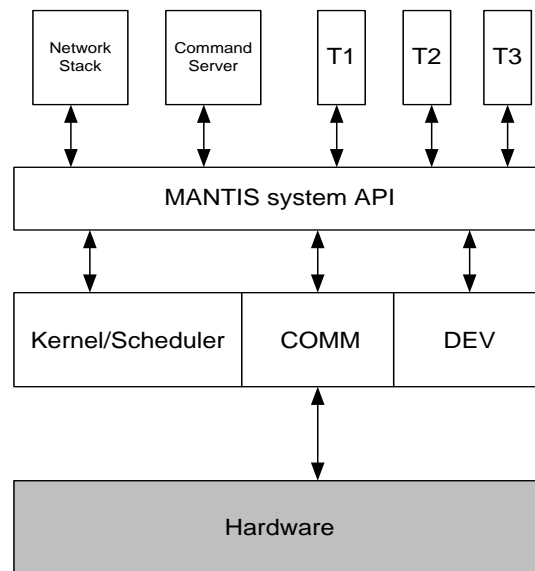 Network
Stack
Command
Server
T1
T2
T3
MANTIS system API
Kernel/Scheduler
COMM
DEV
Hardware